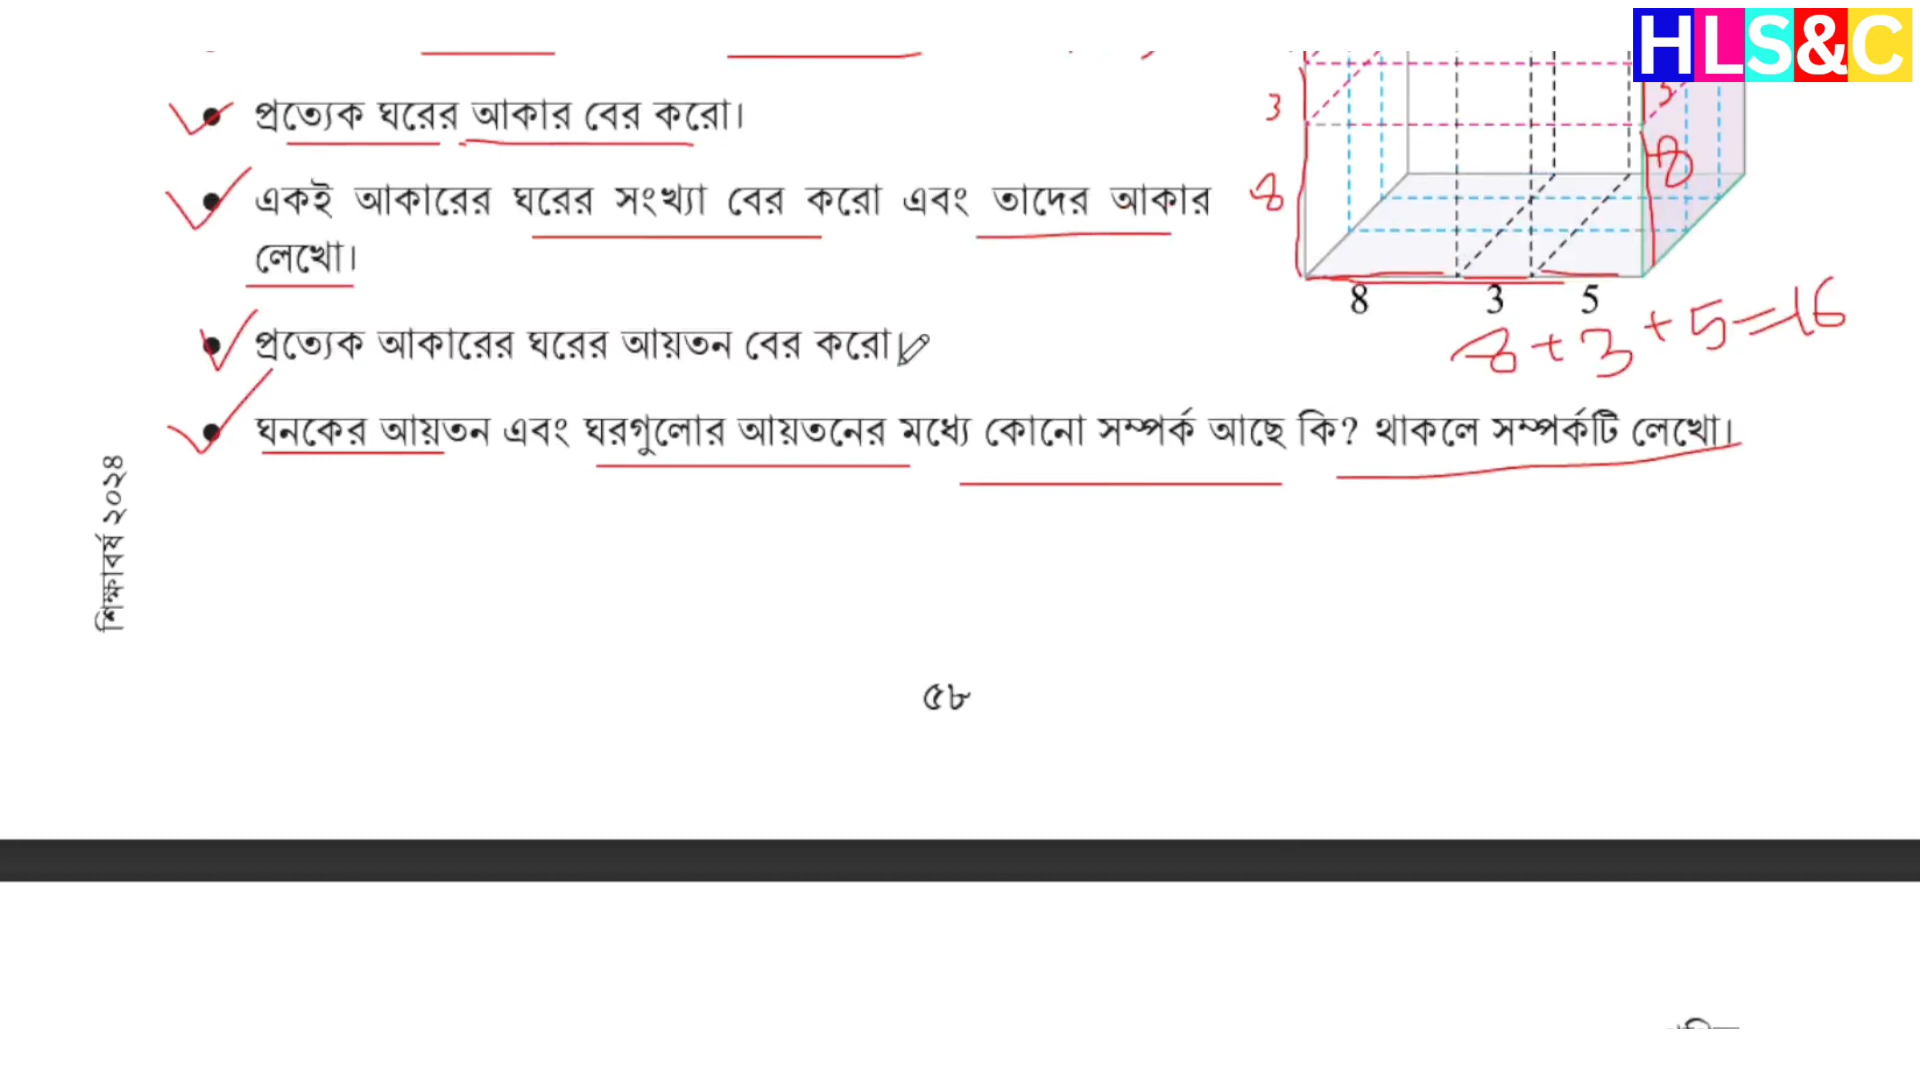 HLS&C
• প্রত্যেক ঘরের আকার বের করো।
3
8
• একই আকারের ঘরের সংখ্যা বের করো এবং তাদের আকার
8
লেখো।
8 3 5
8+3+5=16
• প্রত্যেক আকারের ঘরের আয়তন বের করো।
• ঘনকের আয়তন এবং ঘরগুলোর আয়তনের মধ্যে কোনো সম্পর্ক আছে কি? থাকলে সম্পর্কটি লেখো।
শিক্ষাবর্ষ ২০২৪
৫৮